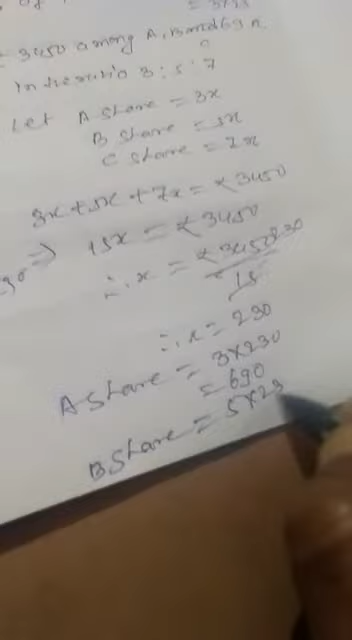 = 3450 among A, B and
In the ratio 3:5:7
Let A share = 3x
B share = 5x
C share = 7x
3x + 5x + 7x = ₹3450
⇒ 15x = ₹3450
∴ x = ₹3450 230
15
∴ x = 230
A share = 3×230
= 690
B share = 5×23